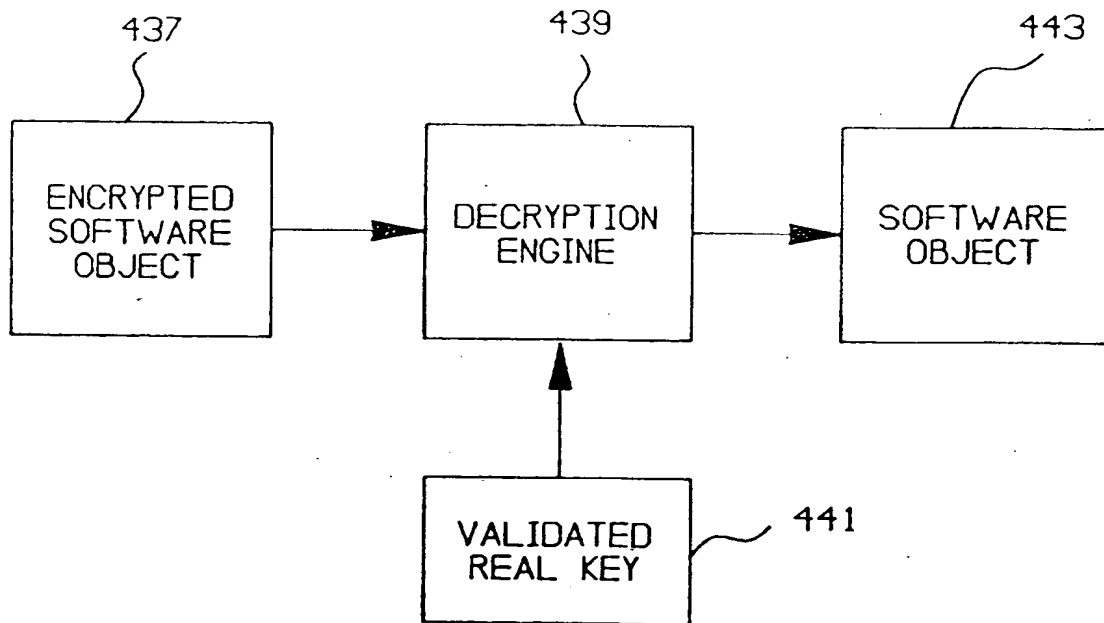 437
439
443
ENCRYPTED
SOFTWARE
OBJECT
DECRYPTION
ENGINE
SOFTWARE
OBJECT
VALIDATED
REAL KEY
441